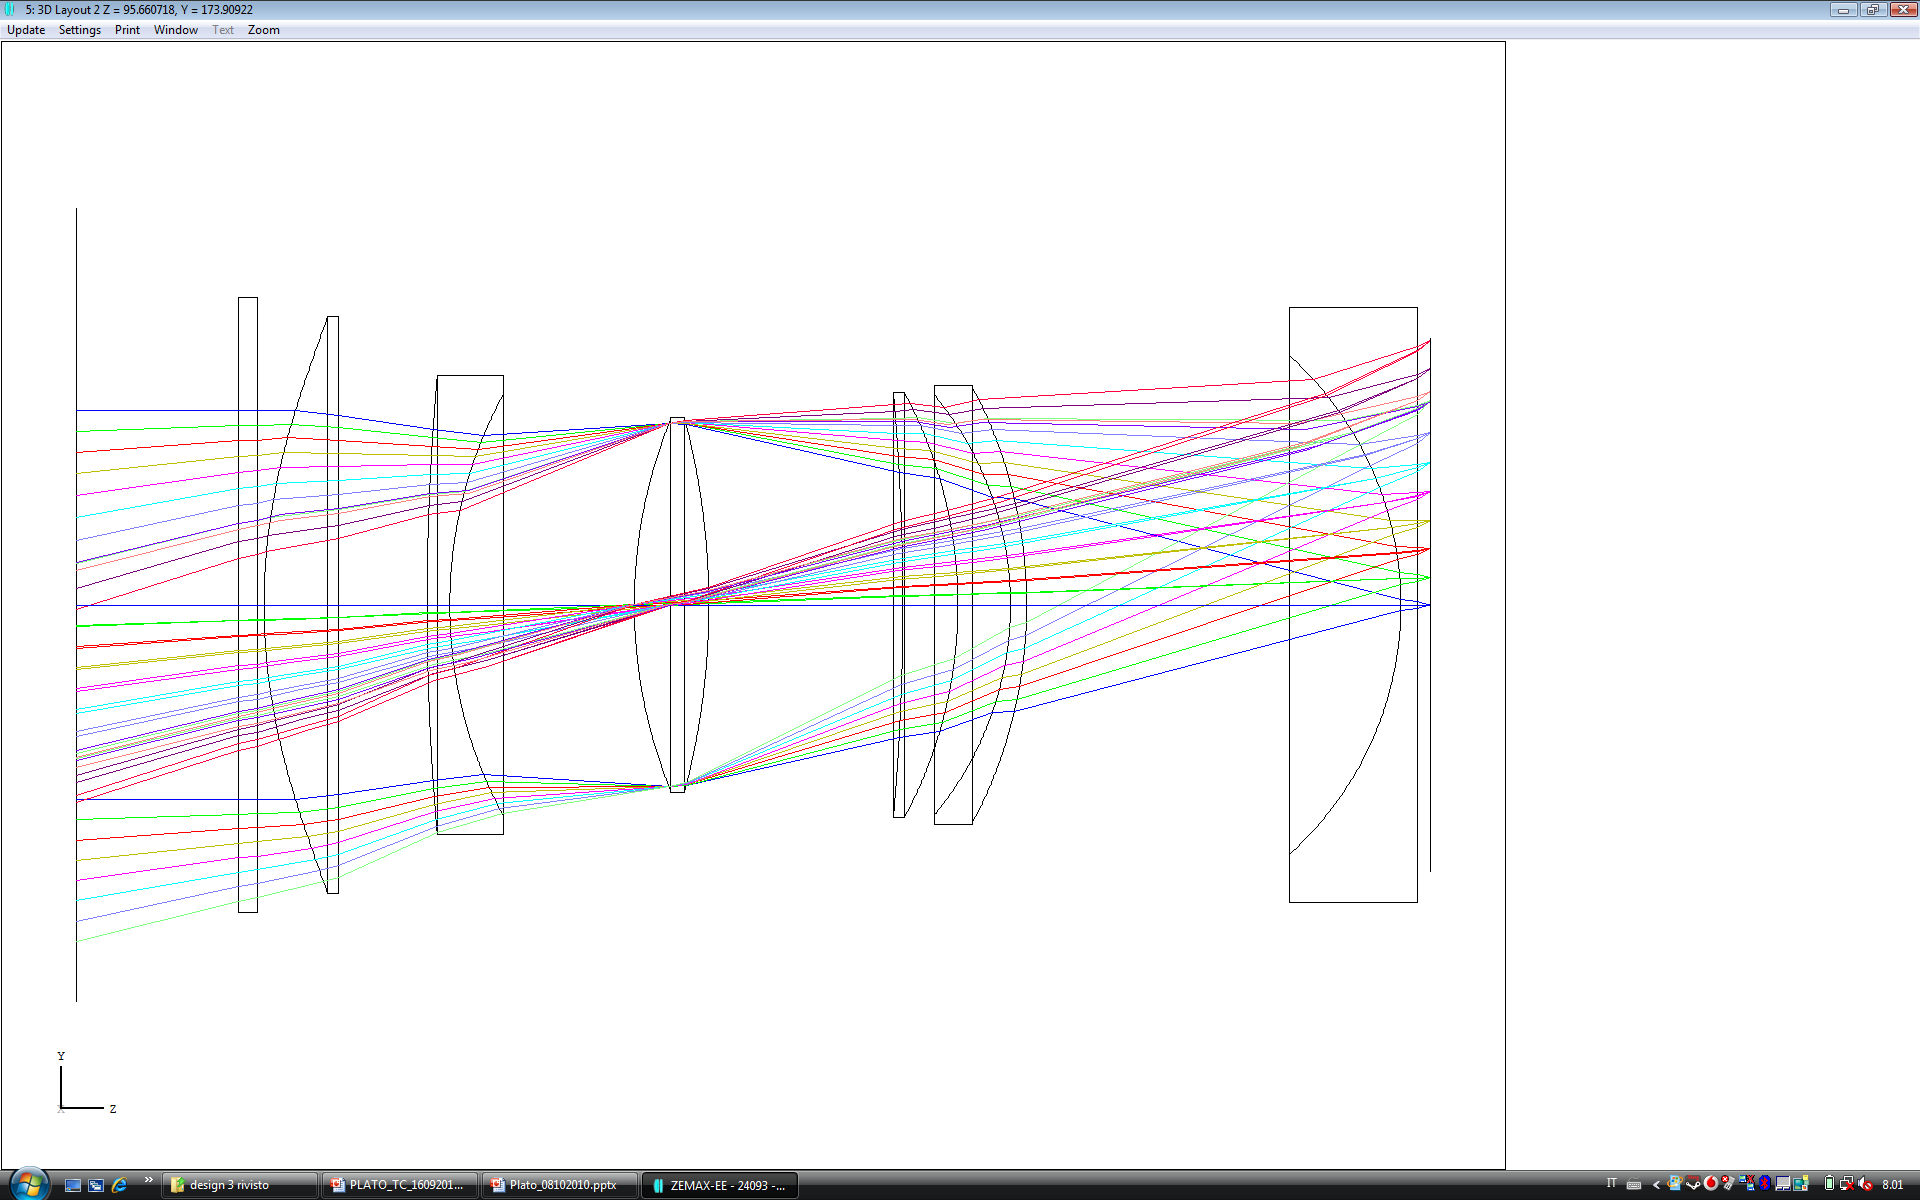 5: 3D Layout 2 Z = 95.660718, Y = 173.90922
Update Settings Print Window Text Zoom
Y
X
Z
» design 3 rivisto PLATO_TC_1609201... Plato_08102010.pptx ZEMAX-EE - 24093 -... IT < 8.01